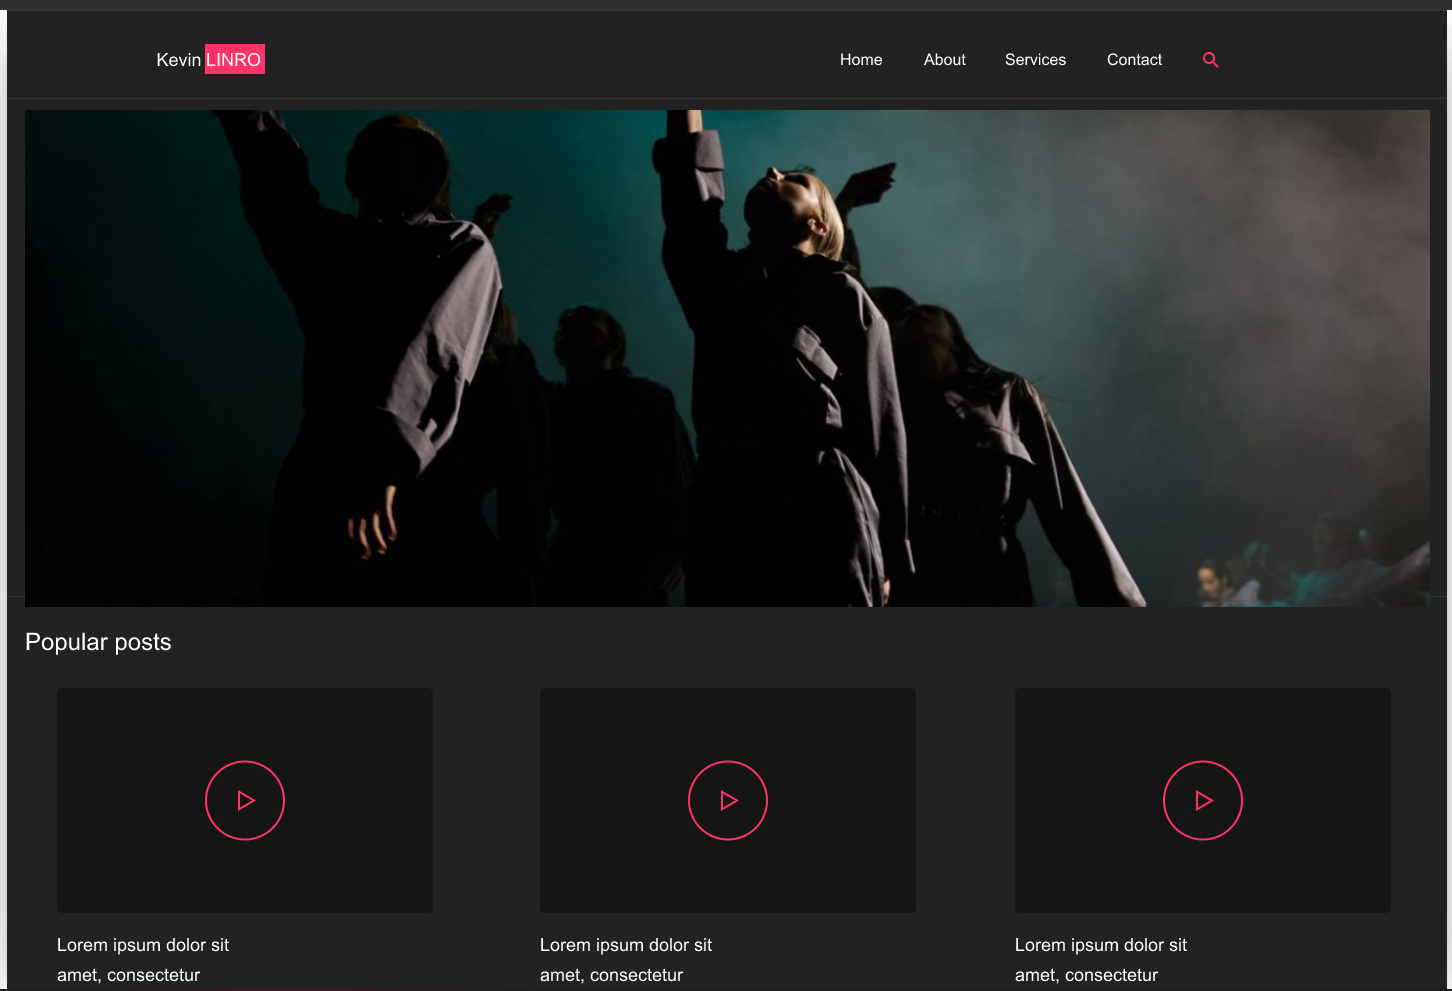 Kevin LINRO
Home About Services Contact
Popular posts
Lorem ipsum dolor sit
amet, consectetur
Lorem ipsum dolor sit
amet, consectetur
Lorem ipsum dolor sit
amet, consectetur